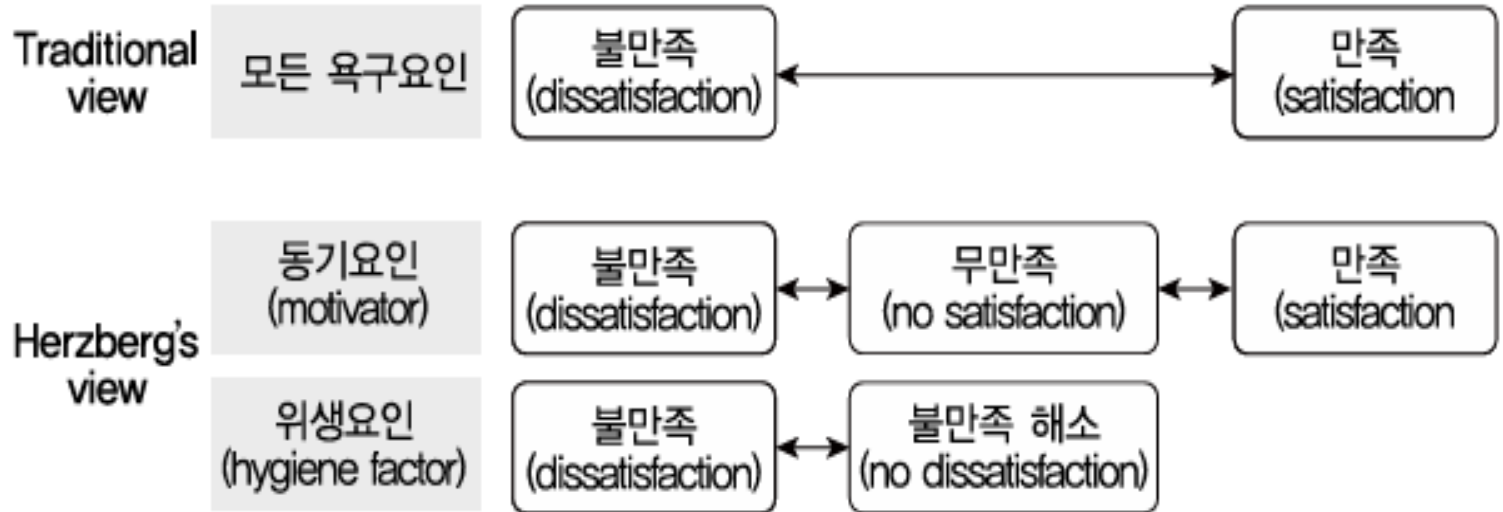 Traditional
view
모든 욕구요인
불만족
(dissatisfaction)
만족
(satisfaction
Herzberg's
view
동기요인
(motivator)
불만족
(dissatisfaction)
무만족
(no satisfaction)
만족
(satisfaction
위생요인
(hygiene factor)
불만족
(dissatisfaction)
불만족 해소
(no dissatisfaction)